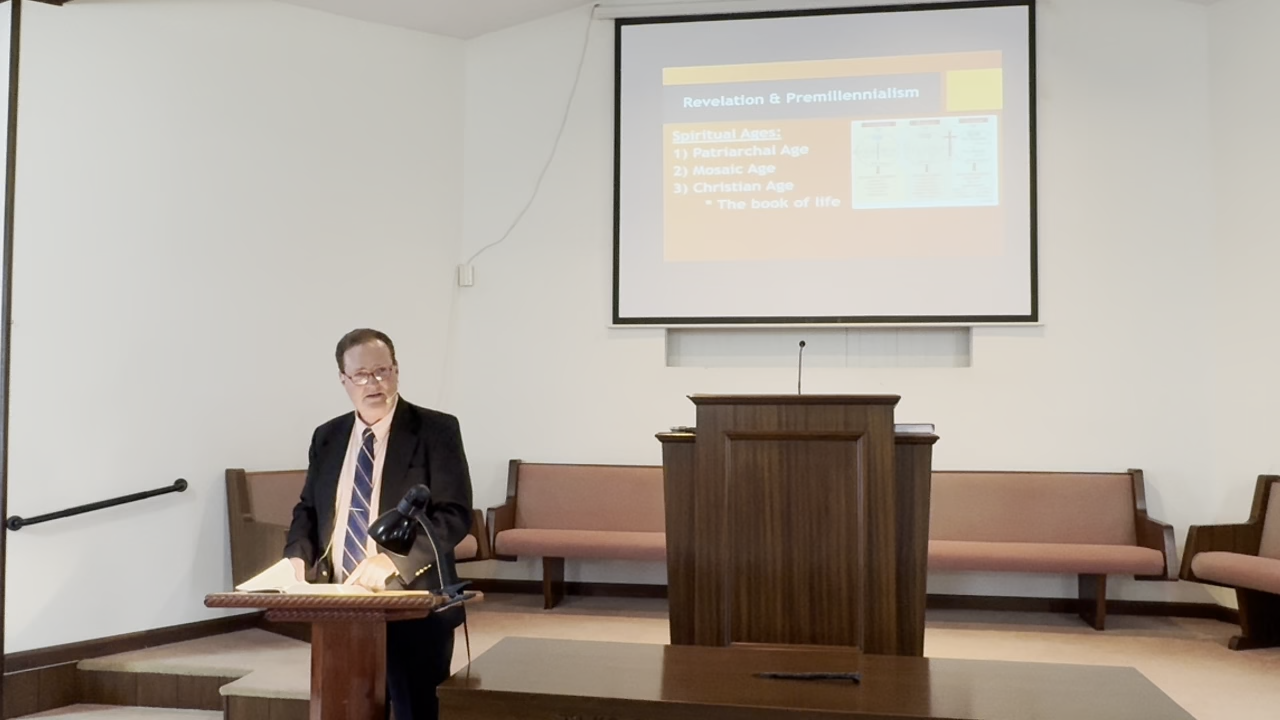 Revelation & Premillennialism
Spiritual Ages:
1) Patriarchal Age
2) Mosaic Age
3) Christian Age
* The book of life